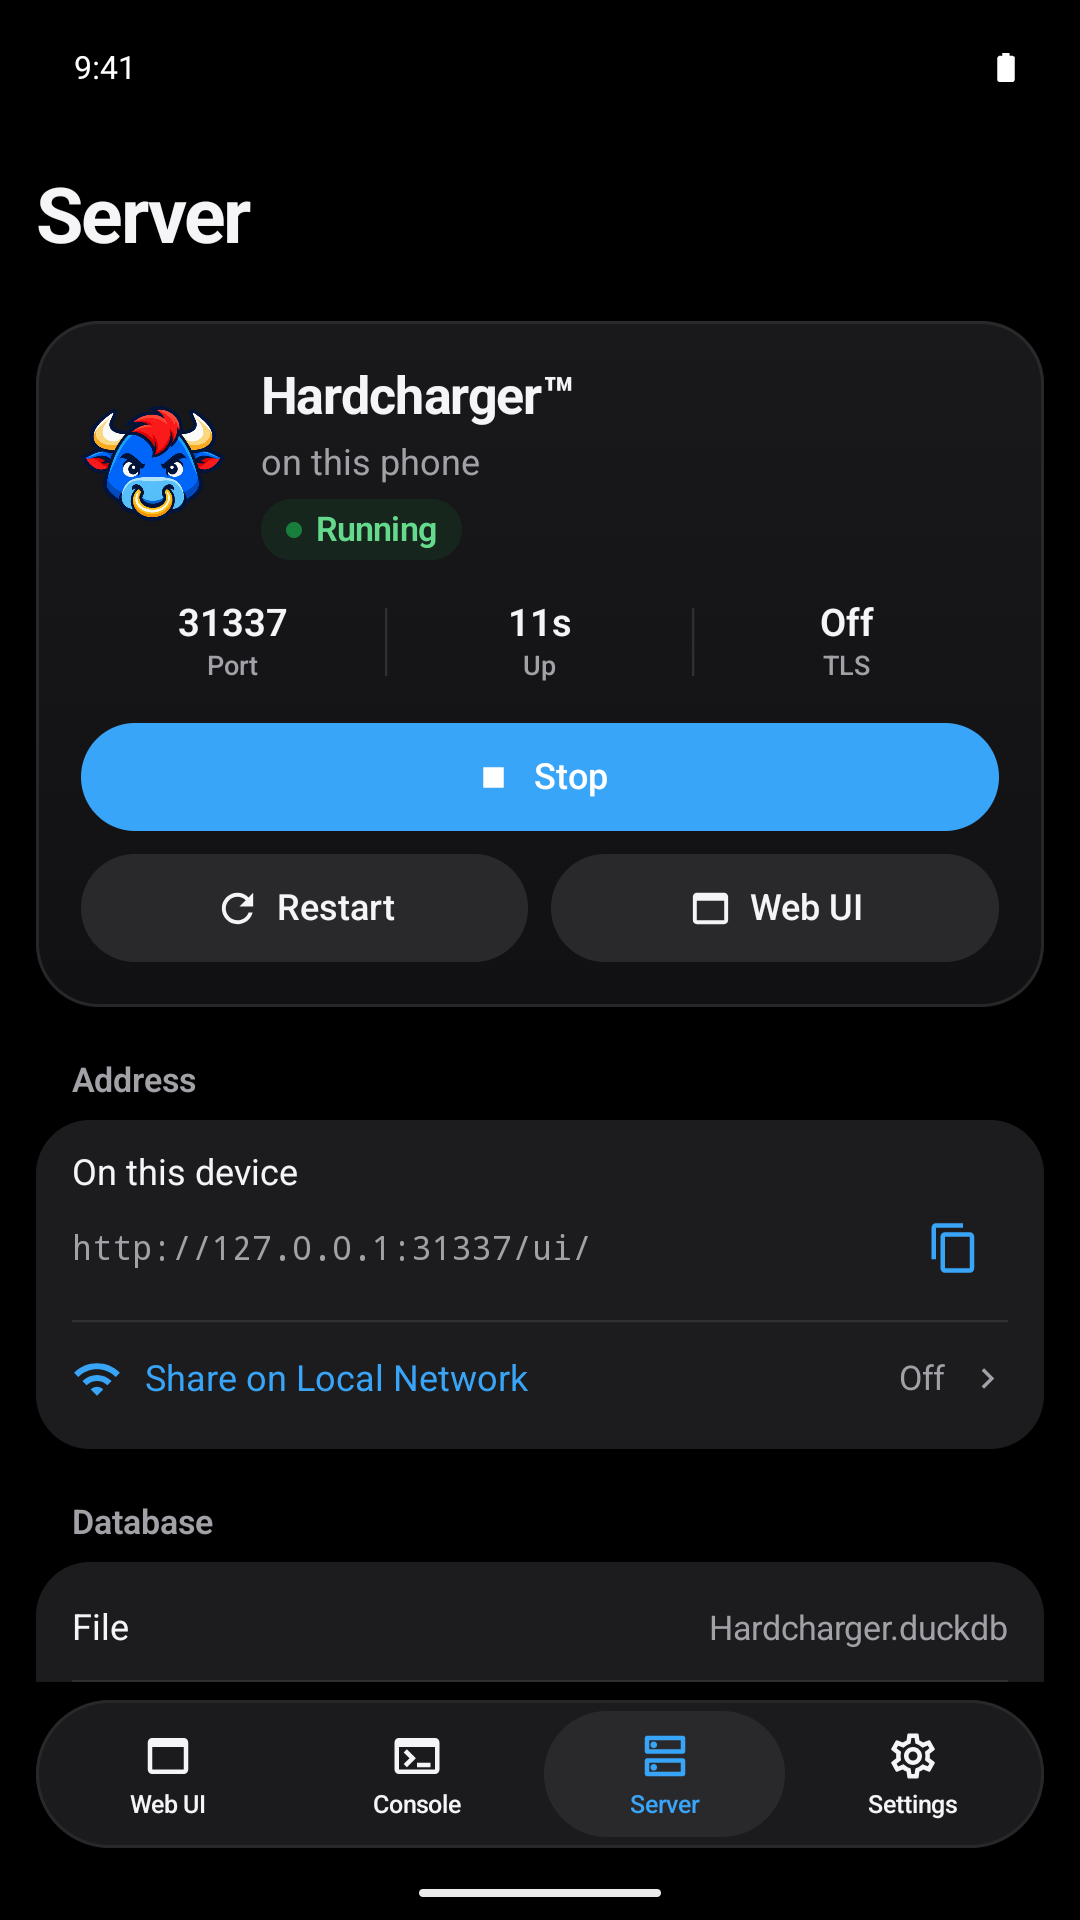 9:41
Server
Hardcharger™
on this phone
Running
31337
Port
11s
Up
Off
TLS
Stop
Restart
Web UI
Address
On this device
http://127.0.0.1:31337/ui/
Share on Local Network
Off
Database
File
Hardcharger.duckdb
Web UI
Console
Server
Settings